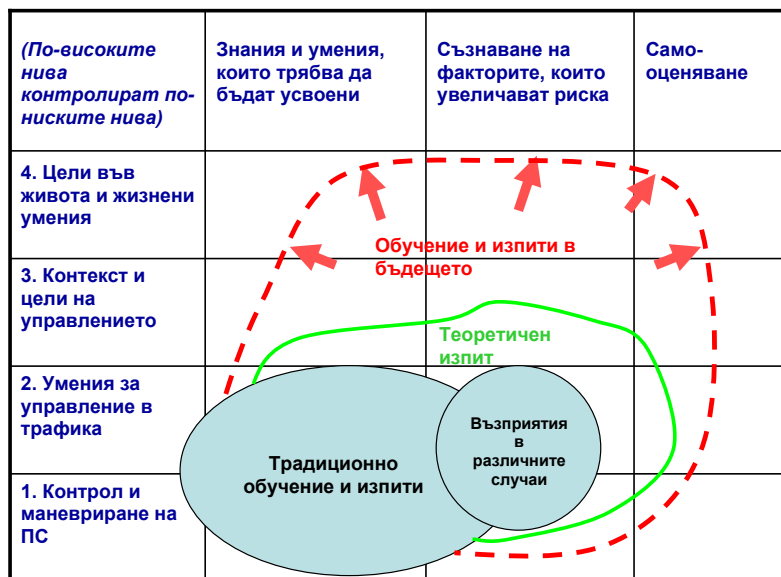 (По-високите
нива
контролират по-
ниските нива)
Знания и умения,
които трябва да
бъдат усвоени
Съзнаване на
факторите, които
увеличават риска
Само-
оценяване
4. Цели във
живота и жизнени
умения
Обучение и изпити в
бъдещето
3. Контекст и
цели на
управлението
Теоретичен
изпит
2. Умения за
управление в
трафика
Възприятия
в
различните
случаи
Традиционно
обучение и изпити
1. Контрол и
маневриране на
ПС